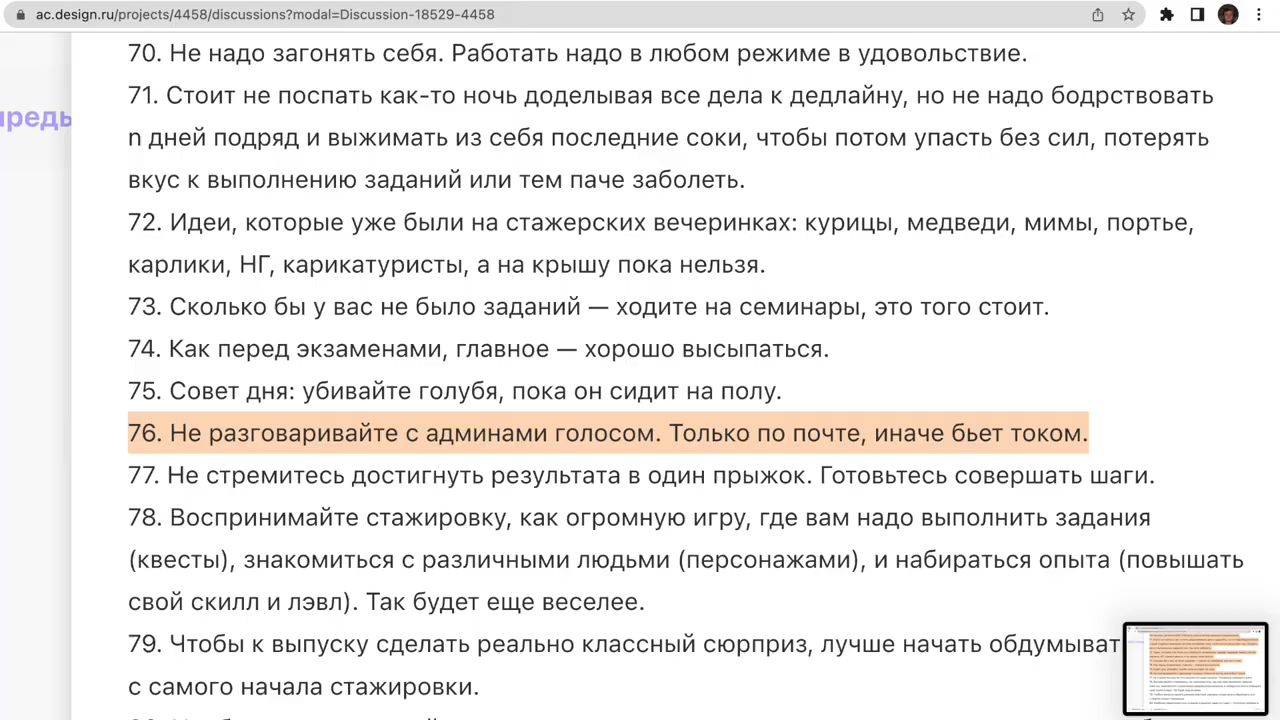 ac.design.ru/projects/4458/discussions?modal=Discussion-18529-4458
70. Не надо загонять себя. Работать надо в любом режиме в удовольствие.
71. Стоит не поспать как-то ночь доделывая все дела к дедлайну, но не надо бодрствовать
n дней подряд и выжимать из себя последние соки, чтобы потом упасть без сил, потерять
вкус к выполнению заданий или тем паче заболеть.
72. Идеи, которые уже были на стажерских вечеринках: курицы, медведи, мимы, портье,
карлики, НГ, карикатуристы, а на крышу пока нельзя.
73. Сколько бы у вас не было заданий — ходите на семинары, это того стоит.
74. Как перед экзаменами, главное — хорошо высыпаться.
75. Совет дня: убивайте голубя, пока он сидит на полу.
76. Не разговаривайте с админами голосом. Только по почте, иначе бьет током.
77. Не стремитесь достигнуть результата в один прыжок. Готовьтесь совершать шаги.
78. Воспринимайте стажировку, как огромную игру, где вам надо выполнить задания
(квесты), знакомиться с различными людьми (персонажами), и набираться опыта (повышать
свой скилл и лэвл). Так будет еще веселее.
79. Чтобы к выпуску сделать реально классный сюрприз, лучше начать обдумыват
с самого начала стажировки